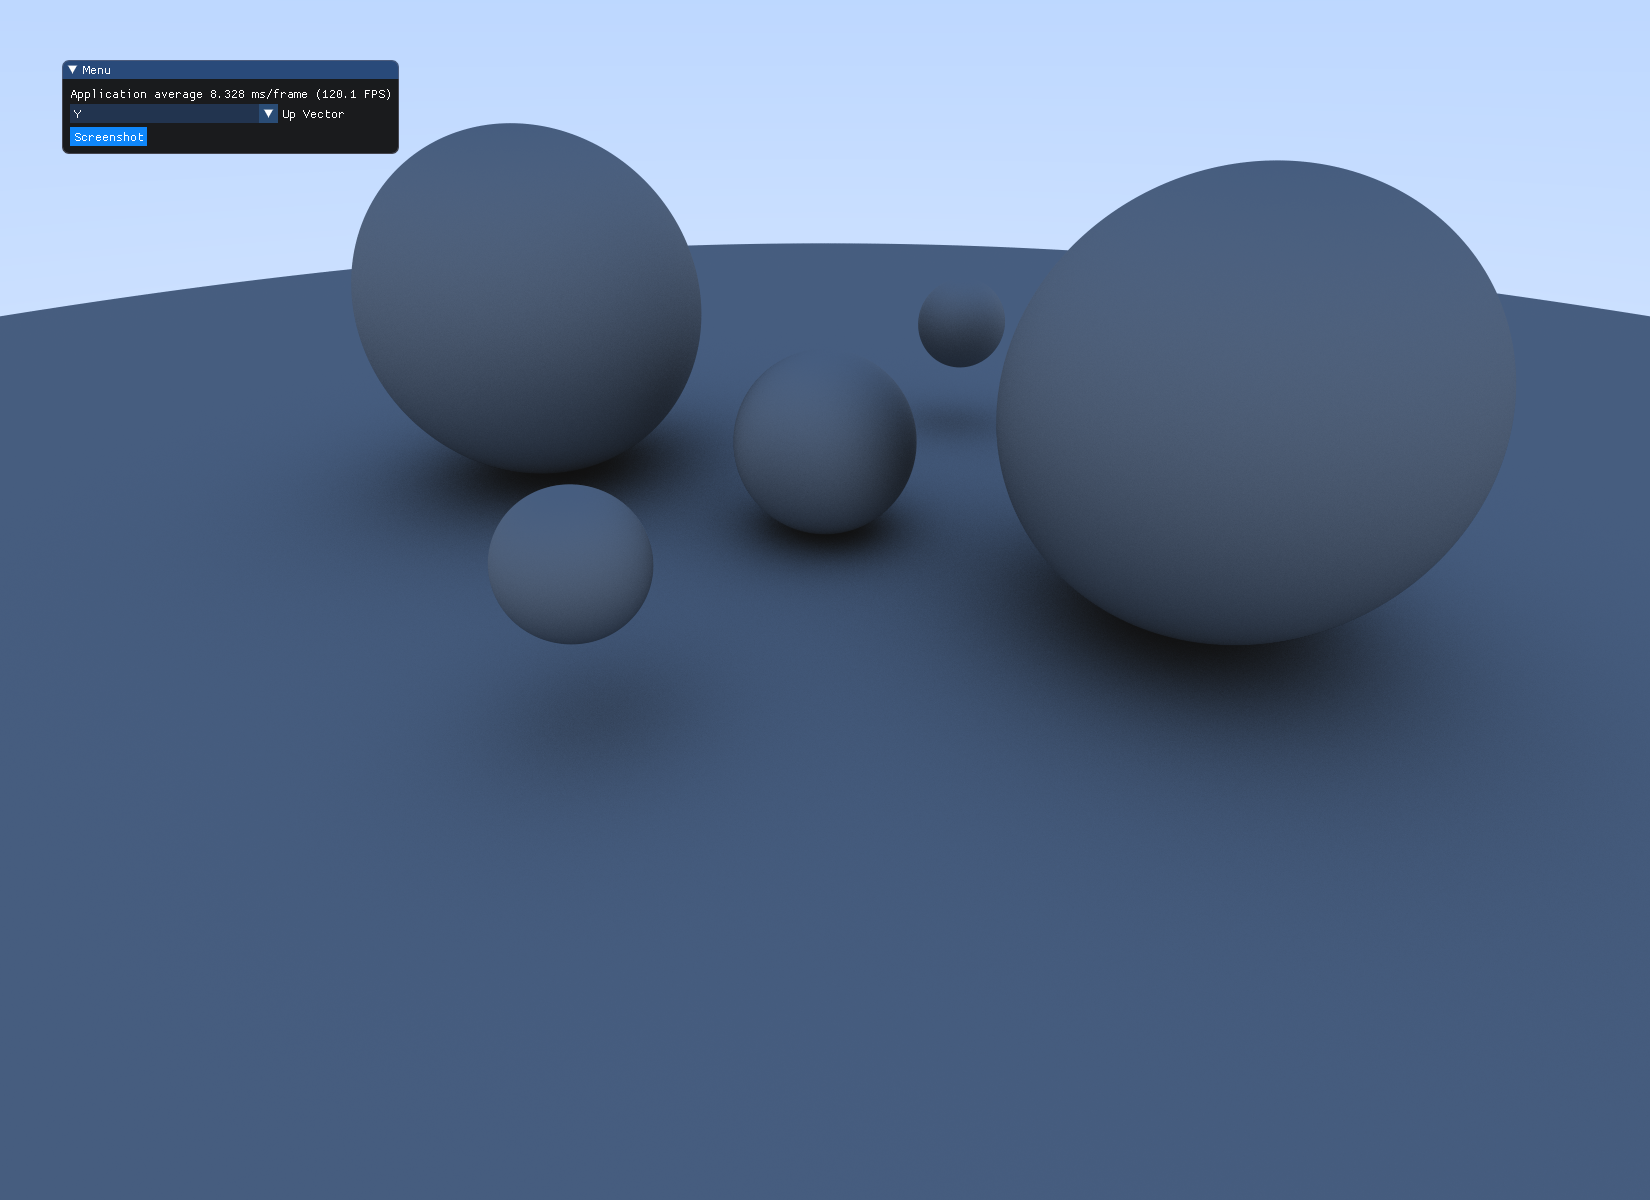 Menu
Application average 8.328 ms/frame (120.1 FPS)
Y Up Vector
Screenshot